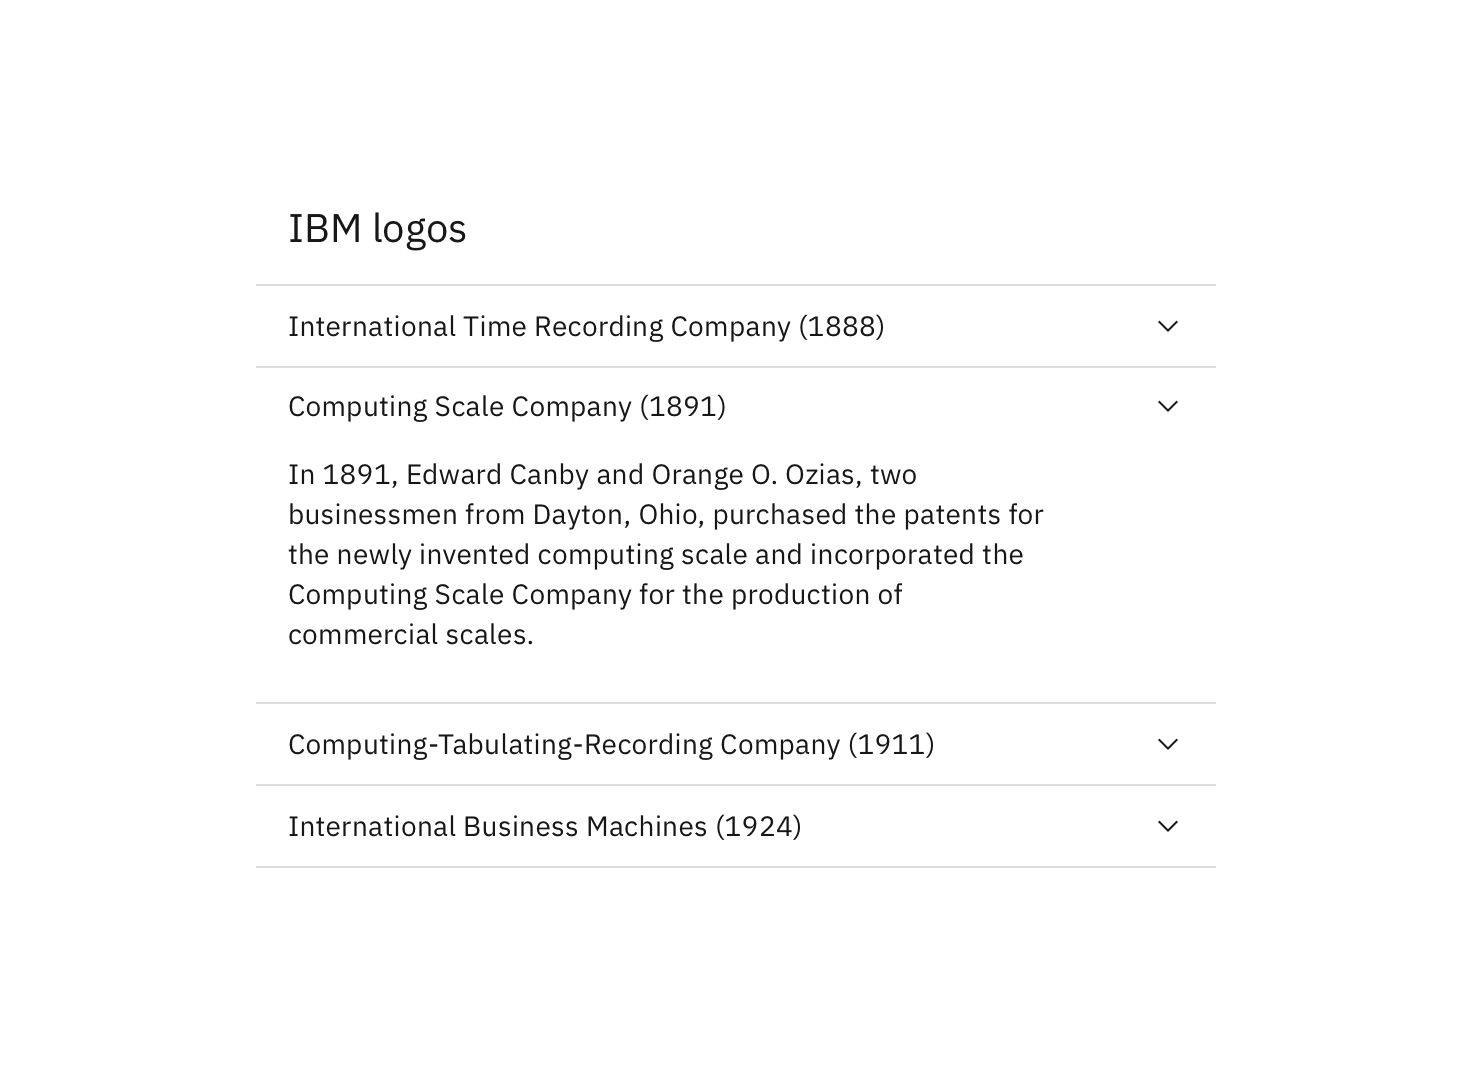 IBM logos
International Time Recording Company (1888)
Computing Scale Company (1891)
In 1891, Edward Canby and Orange O. Ozias, two
businessmen from Dayton, Ohio, purchased the patents for
the newly invented computing scale and incorporated the
Computing Scale Company for the production of
commercial scales.
Computing-Tabulating-Recording Company (1911)
International Business Machines (1924)